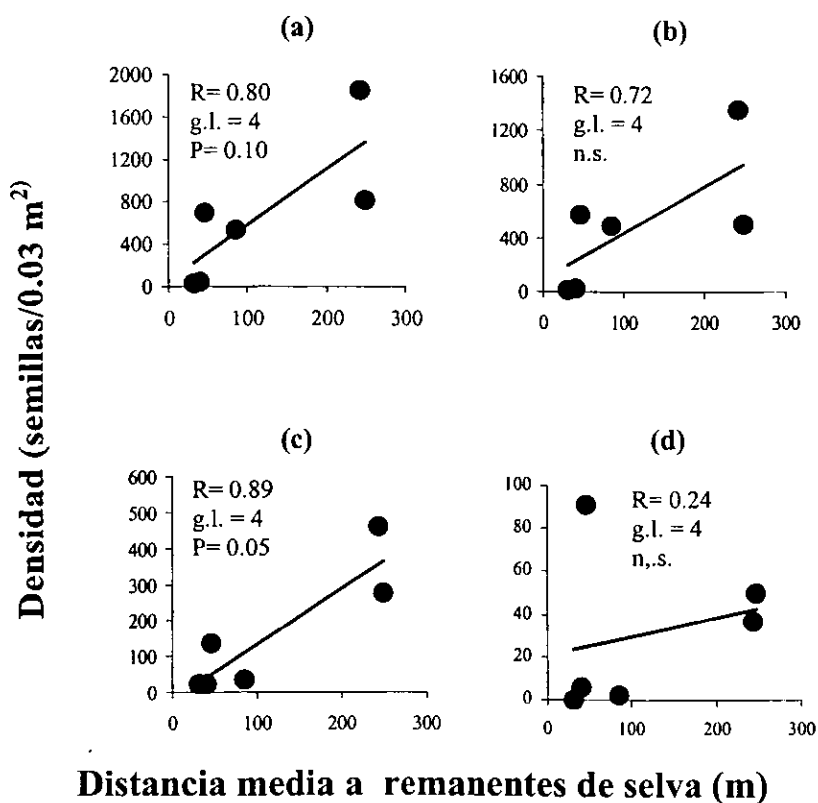 (a)
2000
1600
1200
800
400
0
R= 0.80
g.l. = 4
P= 0.10
0
100
200
300
(b)
1600
1200
800
400
0
R= 0.72
g.l. = 4
n.s.
0
100
200
300
(c)
600
500
400
300
200
100
0
R= 0.89
g.l. = 4
P= 0.05
0
100
200
300
(d)
100
80
60
40
20
0
R= 0.24
g.l. = 4
n,.s.
0
100
200
300
Densidad (semillas/0.03 m²)
Distancia media a remanentes de selva (m)